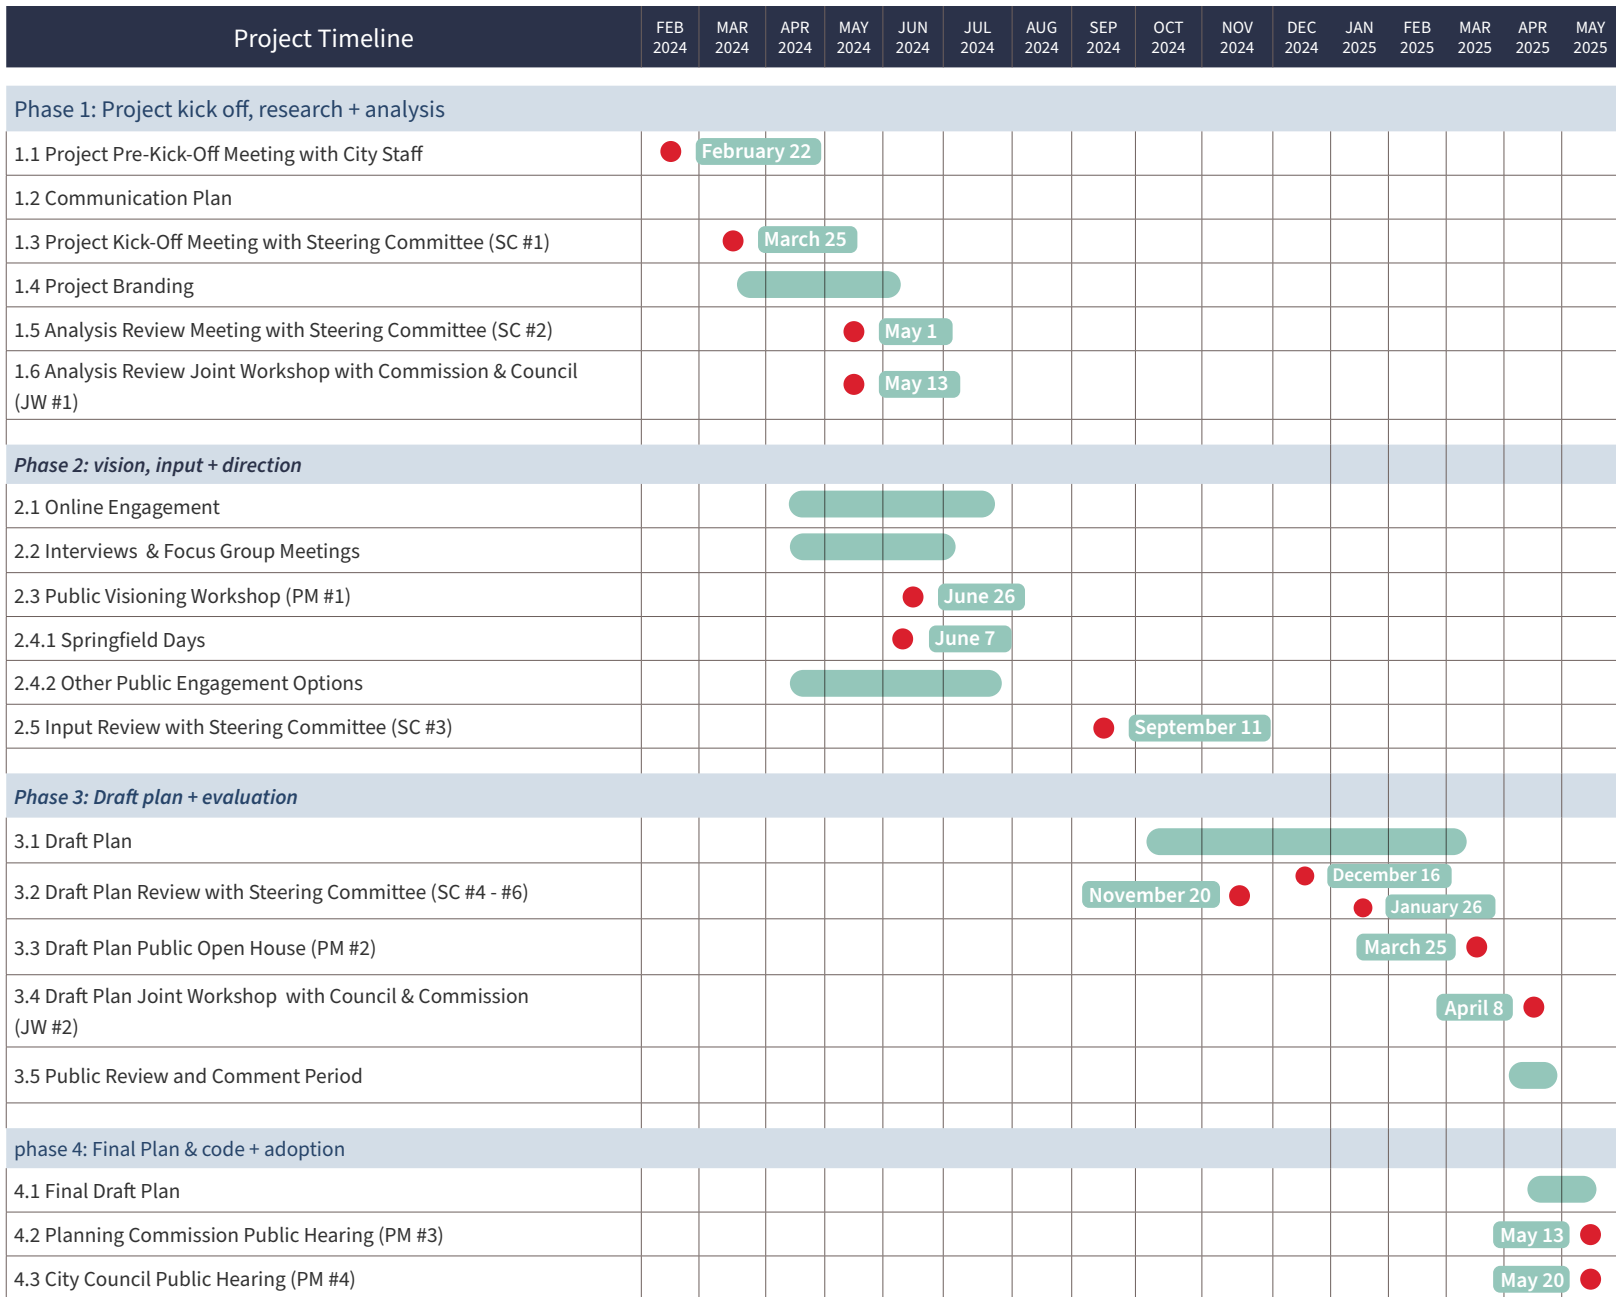 Project Timeline
FEB 2024
MAR 2024
APR 2024
MAY 2024
JUN 2024
JUL 2024
AUG 2024
SEP 2024
OCT 2024
NOV 2024
DEC 2024
JAN 2025
FEB 2025
MAR 2025
APR 2025
MAY 2025
Phase 1: Project kick off, research + analysis
1.1 Project Pre-Kick-Off Meeting with City Staff
February 22
1.2 Communication Plan
1.3 Project Kick-Off Meeting with Steering Committee (SC #1)
March 25
1.4 Project Branding
1.5 Analysis Review Meeting with Steering Committee (SC #2)
May 1
1.6 Analysis Review Joint Workshop with Commission & Council
(JW #1)
May 13
Phase 2: vision, input + direction
2.1 Online Engagement
2.2 Interviews  & Focus Group Meetings
2.3 Public Visioning Workshop (PM #1)
June 26
2.4.1 Springfield Days
June 7
2.4.2 Other Public Engagement Options
2.5 Input Review with Steering Committee (SC #3)
September 11
Phase 3: Draft plan + evaluation
3.1 Draft Plan
3.2 Draft Plan Review with Steering Committee (SC #4 - #6)
November 20
December 16
January 26
3.3 Draft Plan Public Open House (PM #2)
March 25
3.4 Draft Plan Joint Workshop  with Council & Commission
(JW #2)
April 8
3.5 Public Review and Comment Period
phase 4: Final Plan & code + adoption
4.1 Final Draft Plan
4.2 Planning Commission Public Hearing (PM #3)
May 13
4.3 City Council Public Hearing (PM #4)
May 20